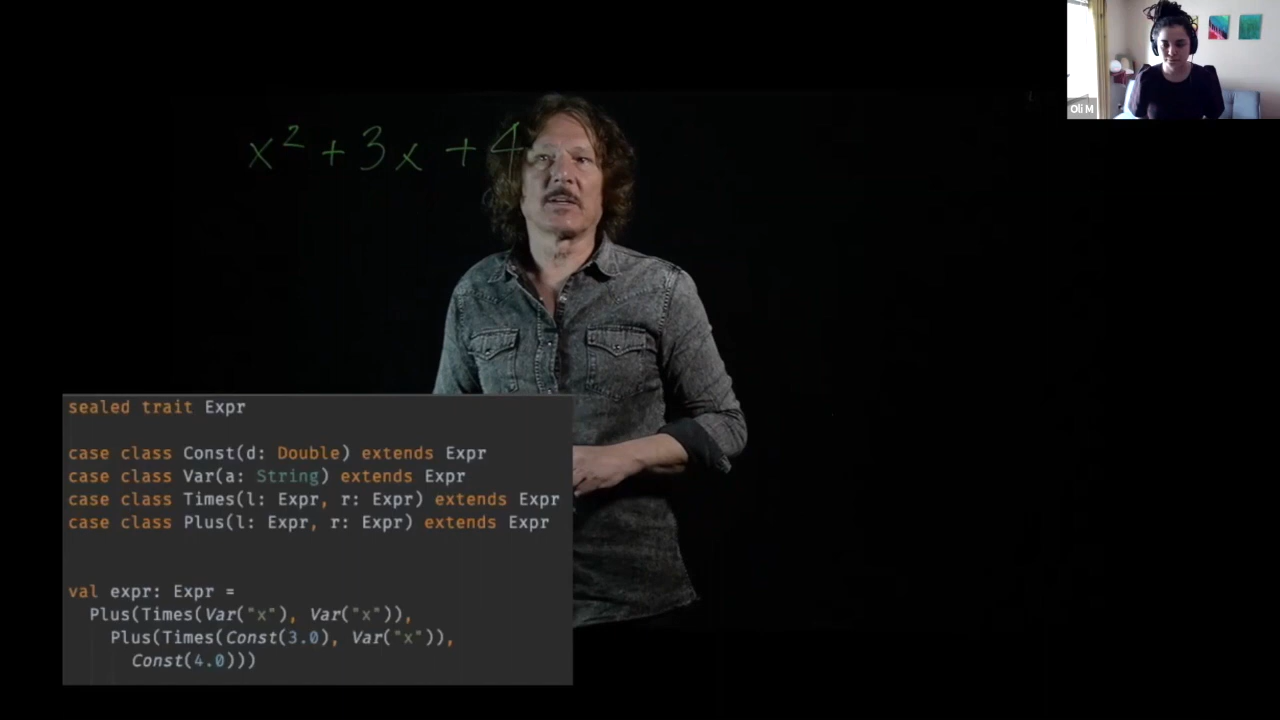 x² + 3x + 4
Oli M
sealed trait Expr
case class Const(d: Double) extends Expr
case class Var(a: String) extends Expr
case class Times(l: Expr, r: Expr) extends Expr
case class Plus(l: Expr, r: Expr) extends Expr
val expr: Expr =
Plus(Times(Var("x"), Var("x")),
Plus(Times(Const(3.0), Var("x")),
Const(4.0)))